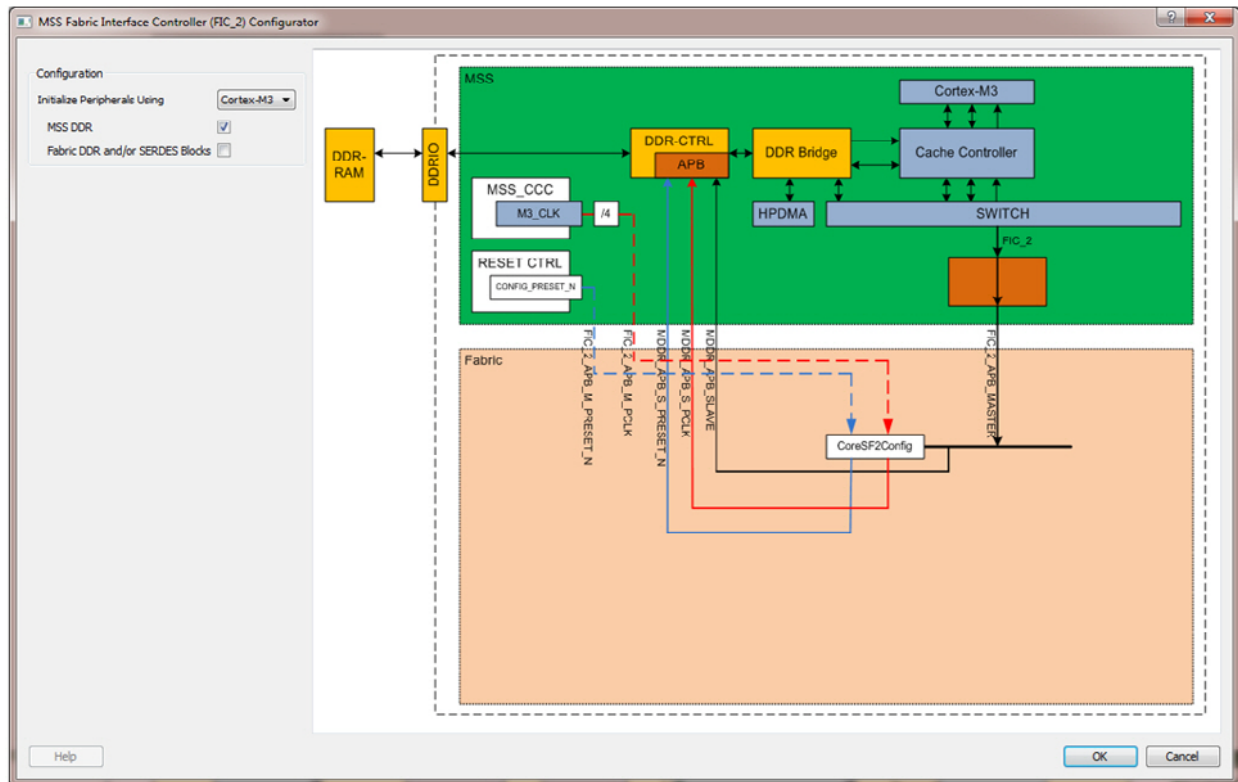 MSS Fabric Interface Controller (FIC_2) Configurator
Configuration
Initialize Peripherals Using
Cortex-M3
MSS DDR
Fabric DDR and/or SERDES Blocks
MSS
Cortex-M3
DDR-
RAM
DDRIO
DDR-CTRL
APB
DDR Bridge
Cache Controller
MSS_CCC
M3_CLK
/4
HPDMA
SWITCH
FIC_2
RESET CTRL
CONFIG_PRESET_N
FIC_2_APB_M_PRESET_N
FIC_2_APB_M_PCLK
MDDR_APB_S_PRESET_N
MDDR_APB_S_PCLK
MDDR_APB_SLAVE
FIC_2_APB_MASTER
Fabric
CoreSF2Config
Help
OK
Cancel